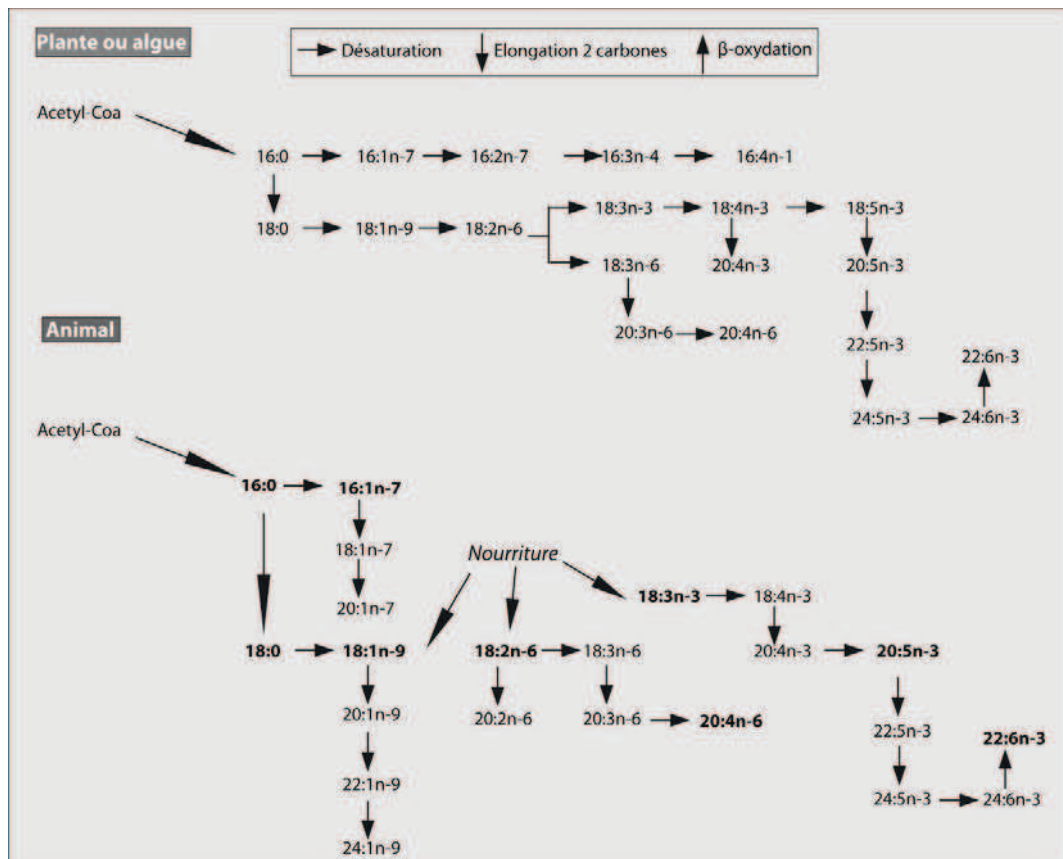 Plante ou algue
Désaturation Elongation 2 carbones β-oxydation
Acetyl-Coa
16:0 16:1n-7 16:2n-7 16:3n-4 16:4n-1
18:3n-3 18:4n-3 18:5n-3
18:0 18:1n-9 18:2n-6
18:3n-6 20:4n-3 20:5n-3
Animal
20:3n-6 20:4n-6
22:5n-3
22:6n-3
24:5n-3 24:6n-3
Acetyl-Coa
16:0 16:1n-7
18:1n-7
Nourriture
18:3n-3 18:4n-3
20:1n-7
18:0 18:1n-9 18:2n-6 18:3n-6 20:4n-3 20:5n-3
20:1n-9 20:2n-6 20:3n-6 20:4n-6
22:5n-3 22:6n-3
22:1n-9
24:5n-3 24:6n-3
24:1n-9